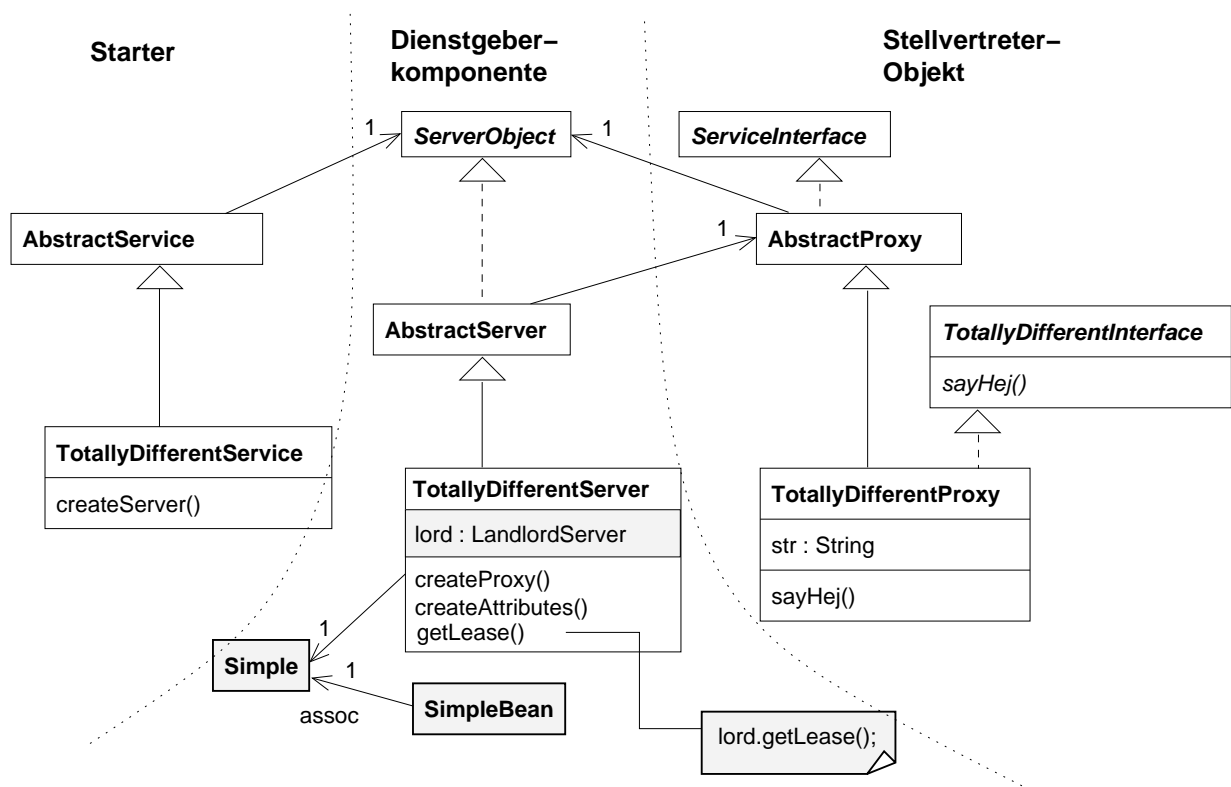 Starter
Dienstgeber–
komponente
Stellvertreter–
Objekt
1
ServerObject
1
ServiceInterface
AbstractService
1
AbstractProxy
AbstractServer
TotallyDifferentInterface
sayHej()
TotallyDifferentService
createServer()
TotallyDifferentServer
lord : LandlordServer
createProxy()
createAttributes()
getLease()
TotallyDifferentProxy
str : String
sayHej()
1
Simple
1
assoc
SimpleBean
lord.getLease();